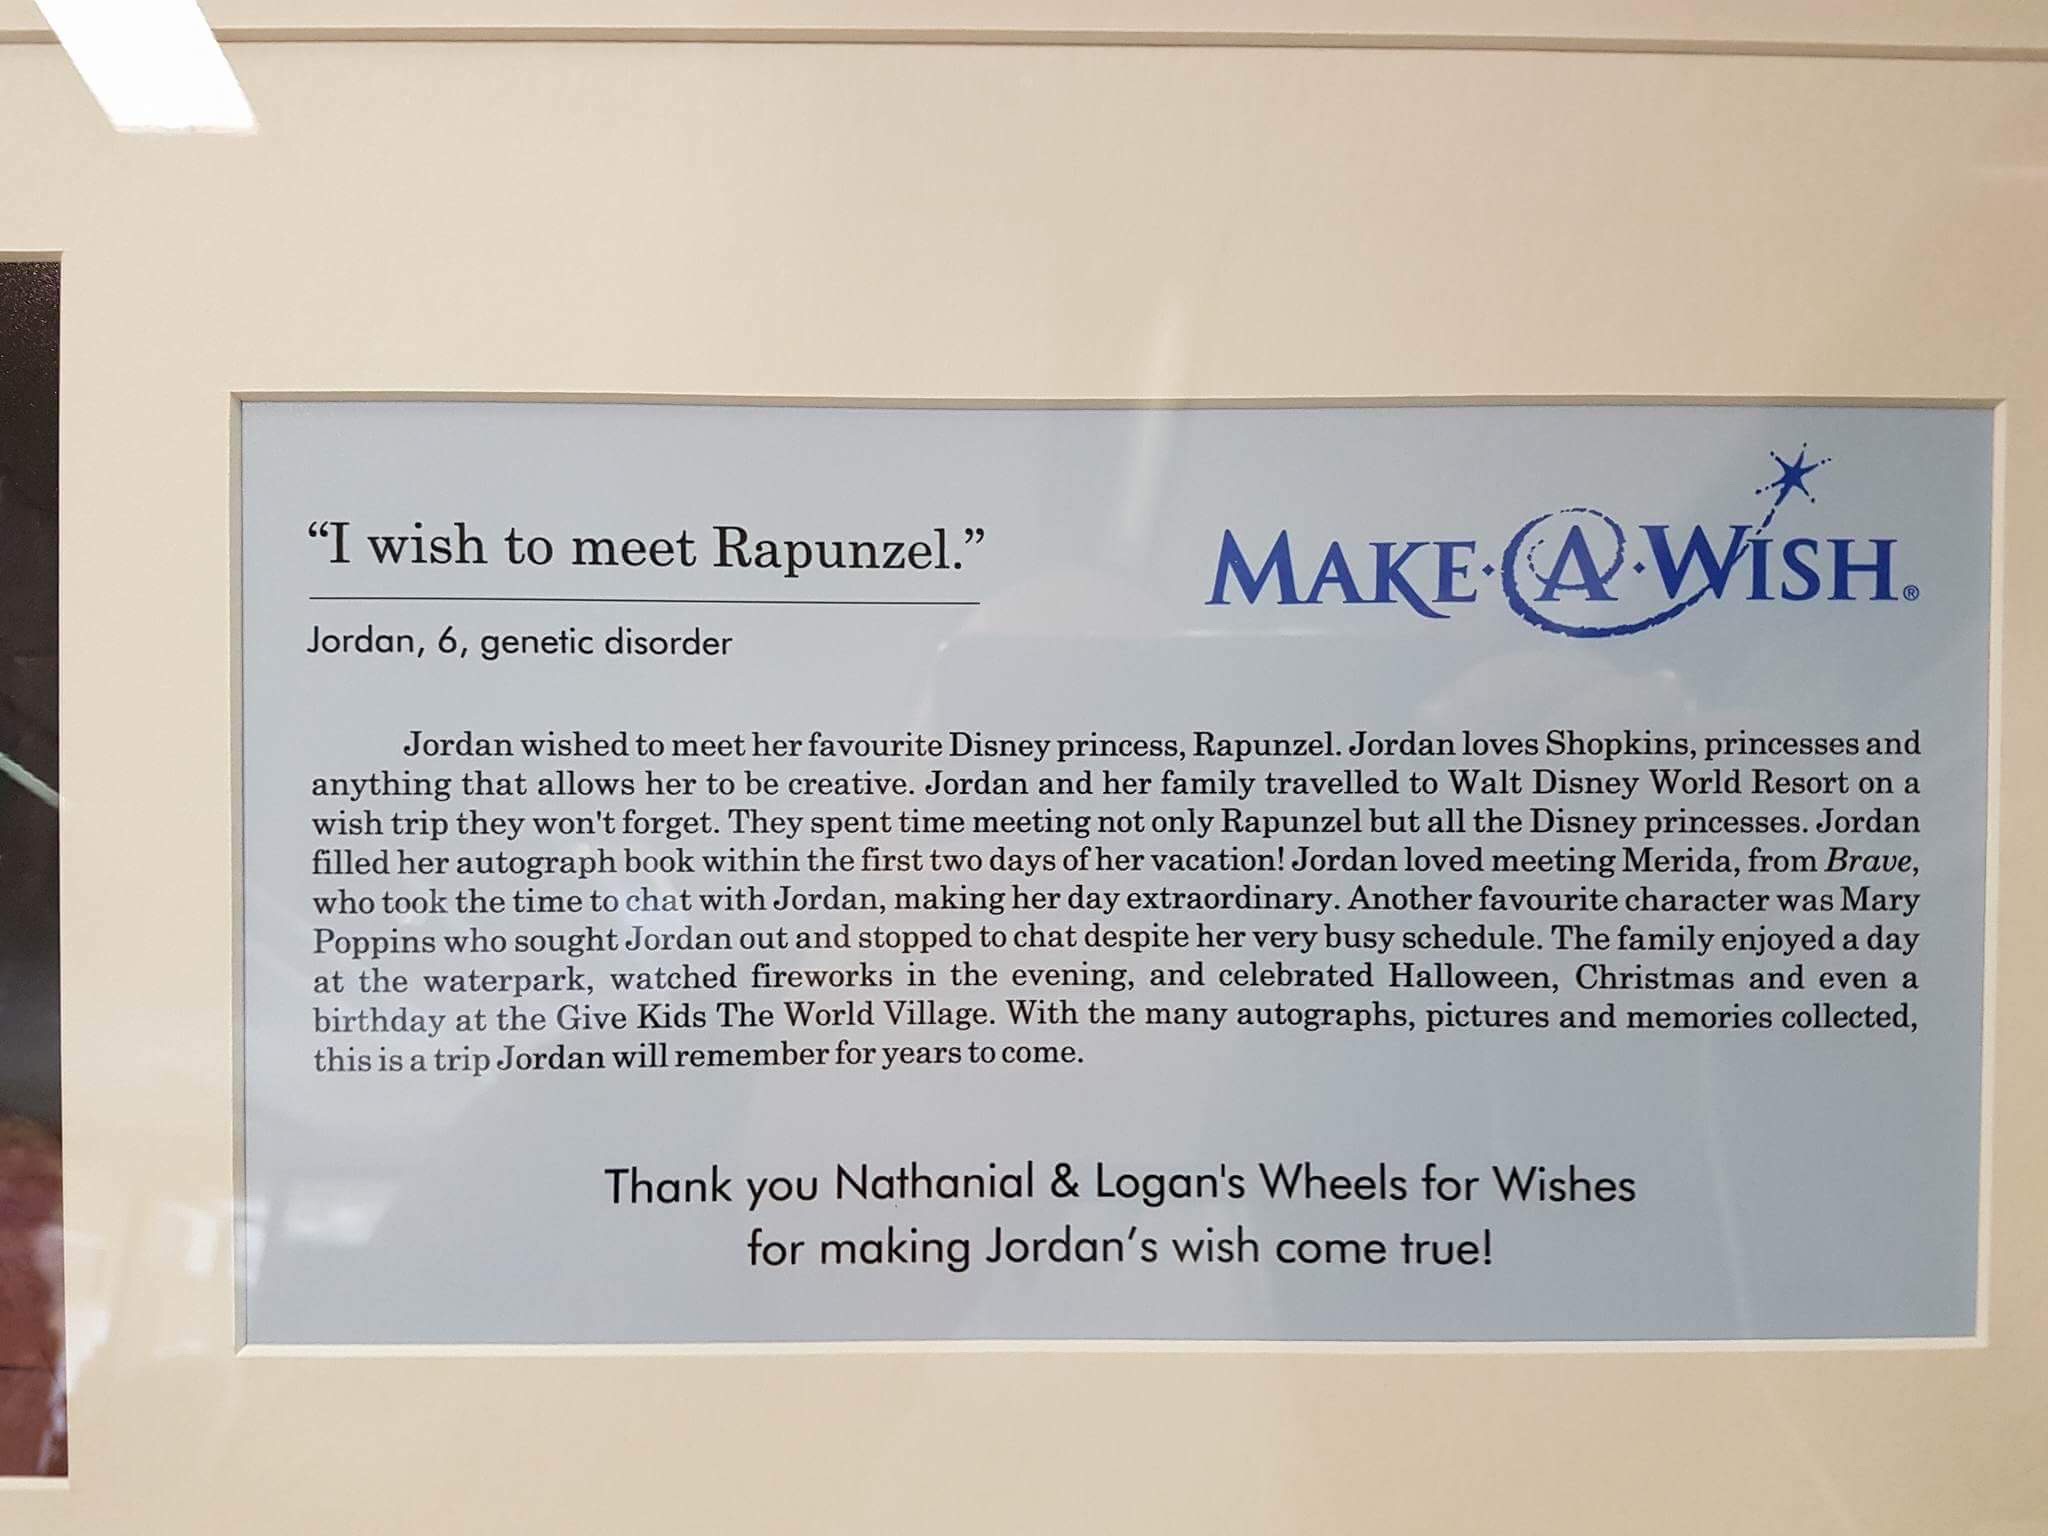 "I wish to meet Rapunzel."
MAKE·A·WISH®
Jordan, 6, genetic disorder
Jordan wished to meet her favourite Disney princess, Rapunzel. Jordan loves Shopkins, princesses and
anything that allows her to be creative. Jordan and her family travelled to Walt Disney World Resort on a
wish trip they won't forget. They spent time meeting not only Rapunzel but all the Disney princesses. Jordan
filled her autograph book within the first two days of her vacation! Jordan loved meeting Merida, from Brave,
who took the time to chat with Jordan, making her day extraordinary. Another favourite character was Mary
Poppins who sought Jordan out and stopped to chat despite her very busy schedule. The family enjoyed a day
at the waterpark, watched fireworks in the evening, and celebrated Halloween, Christmas and even a
birthday at the Give Kids The World Village. With the many autographs, pictures and memories collected,
this is a trip Jordan will remember for years to come.
Thank you Nathanial & Logan's Wheels for Wishes
for making Jordan’s wish come true!